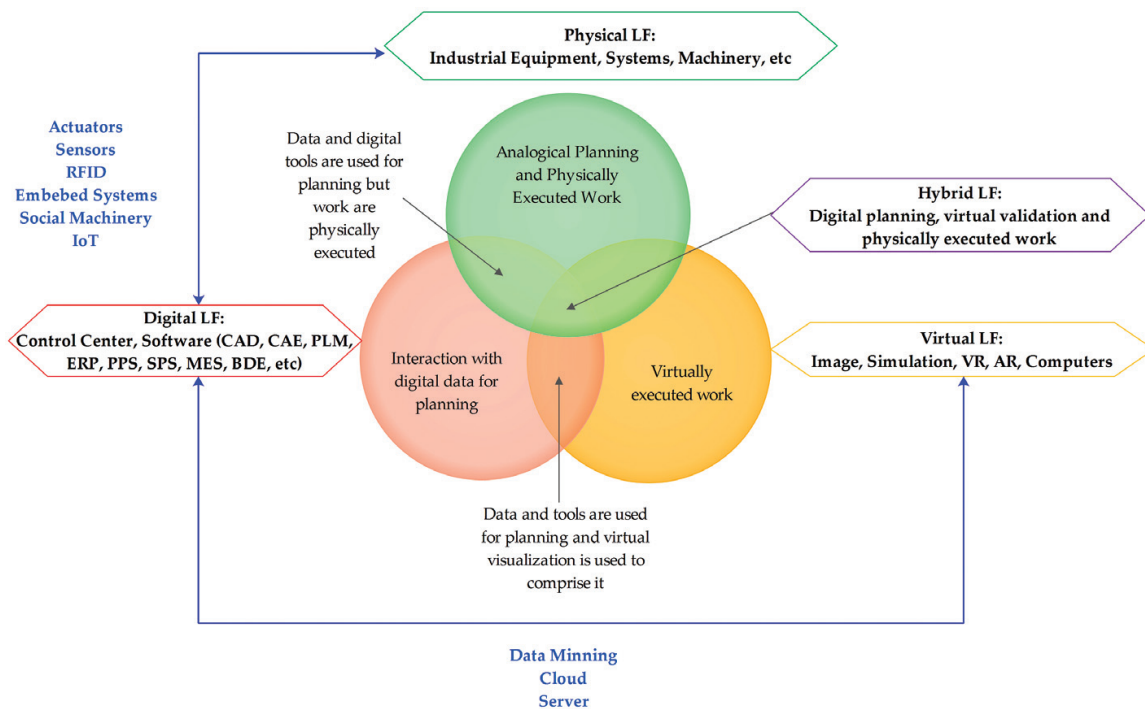 Physical LF:
Industrial Equipment, Systems, Machinery, etc
Actuators
Sensors
RFID
Embebed Systems
Social Machinery
IoT
Data and digital
tools are used for
planning but
work are
physically
executed
Analogical Planning
and Physically
Executed Work
Hybrid LF:
Digital planning, virtual validation and
physically executed work
Digital LF:
Control Center, Software (CAD, CAE, PLM,
ERP, PPS, SPS, MES, BDE, etc)
Interaction with
digital data for
planning
Virtually
executed work
Virtual LF:
Image, Simulation, VR, AR, Computers
Data and tools are used
for planning and virtual
visualization is used to
comprise it
Data Minning
Cloud
Server